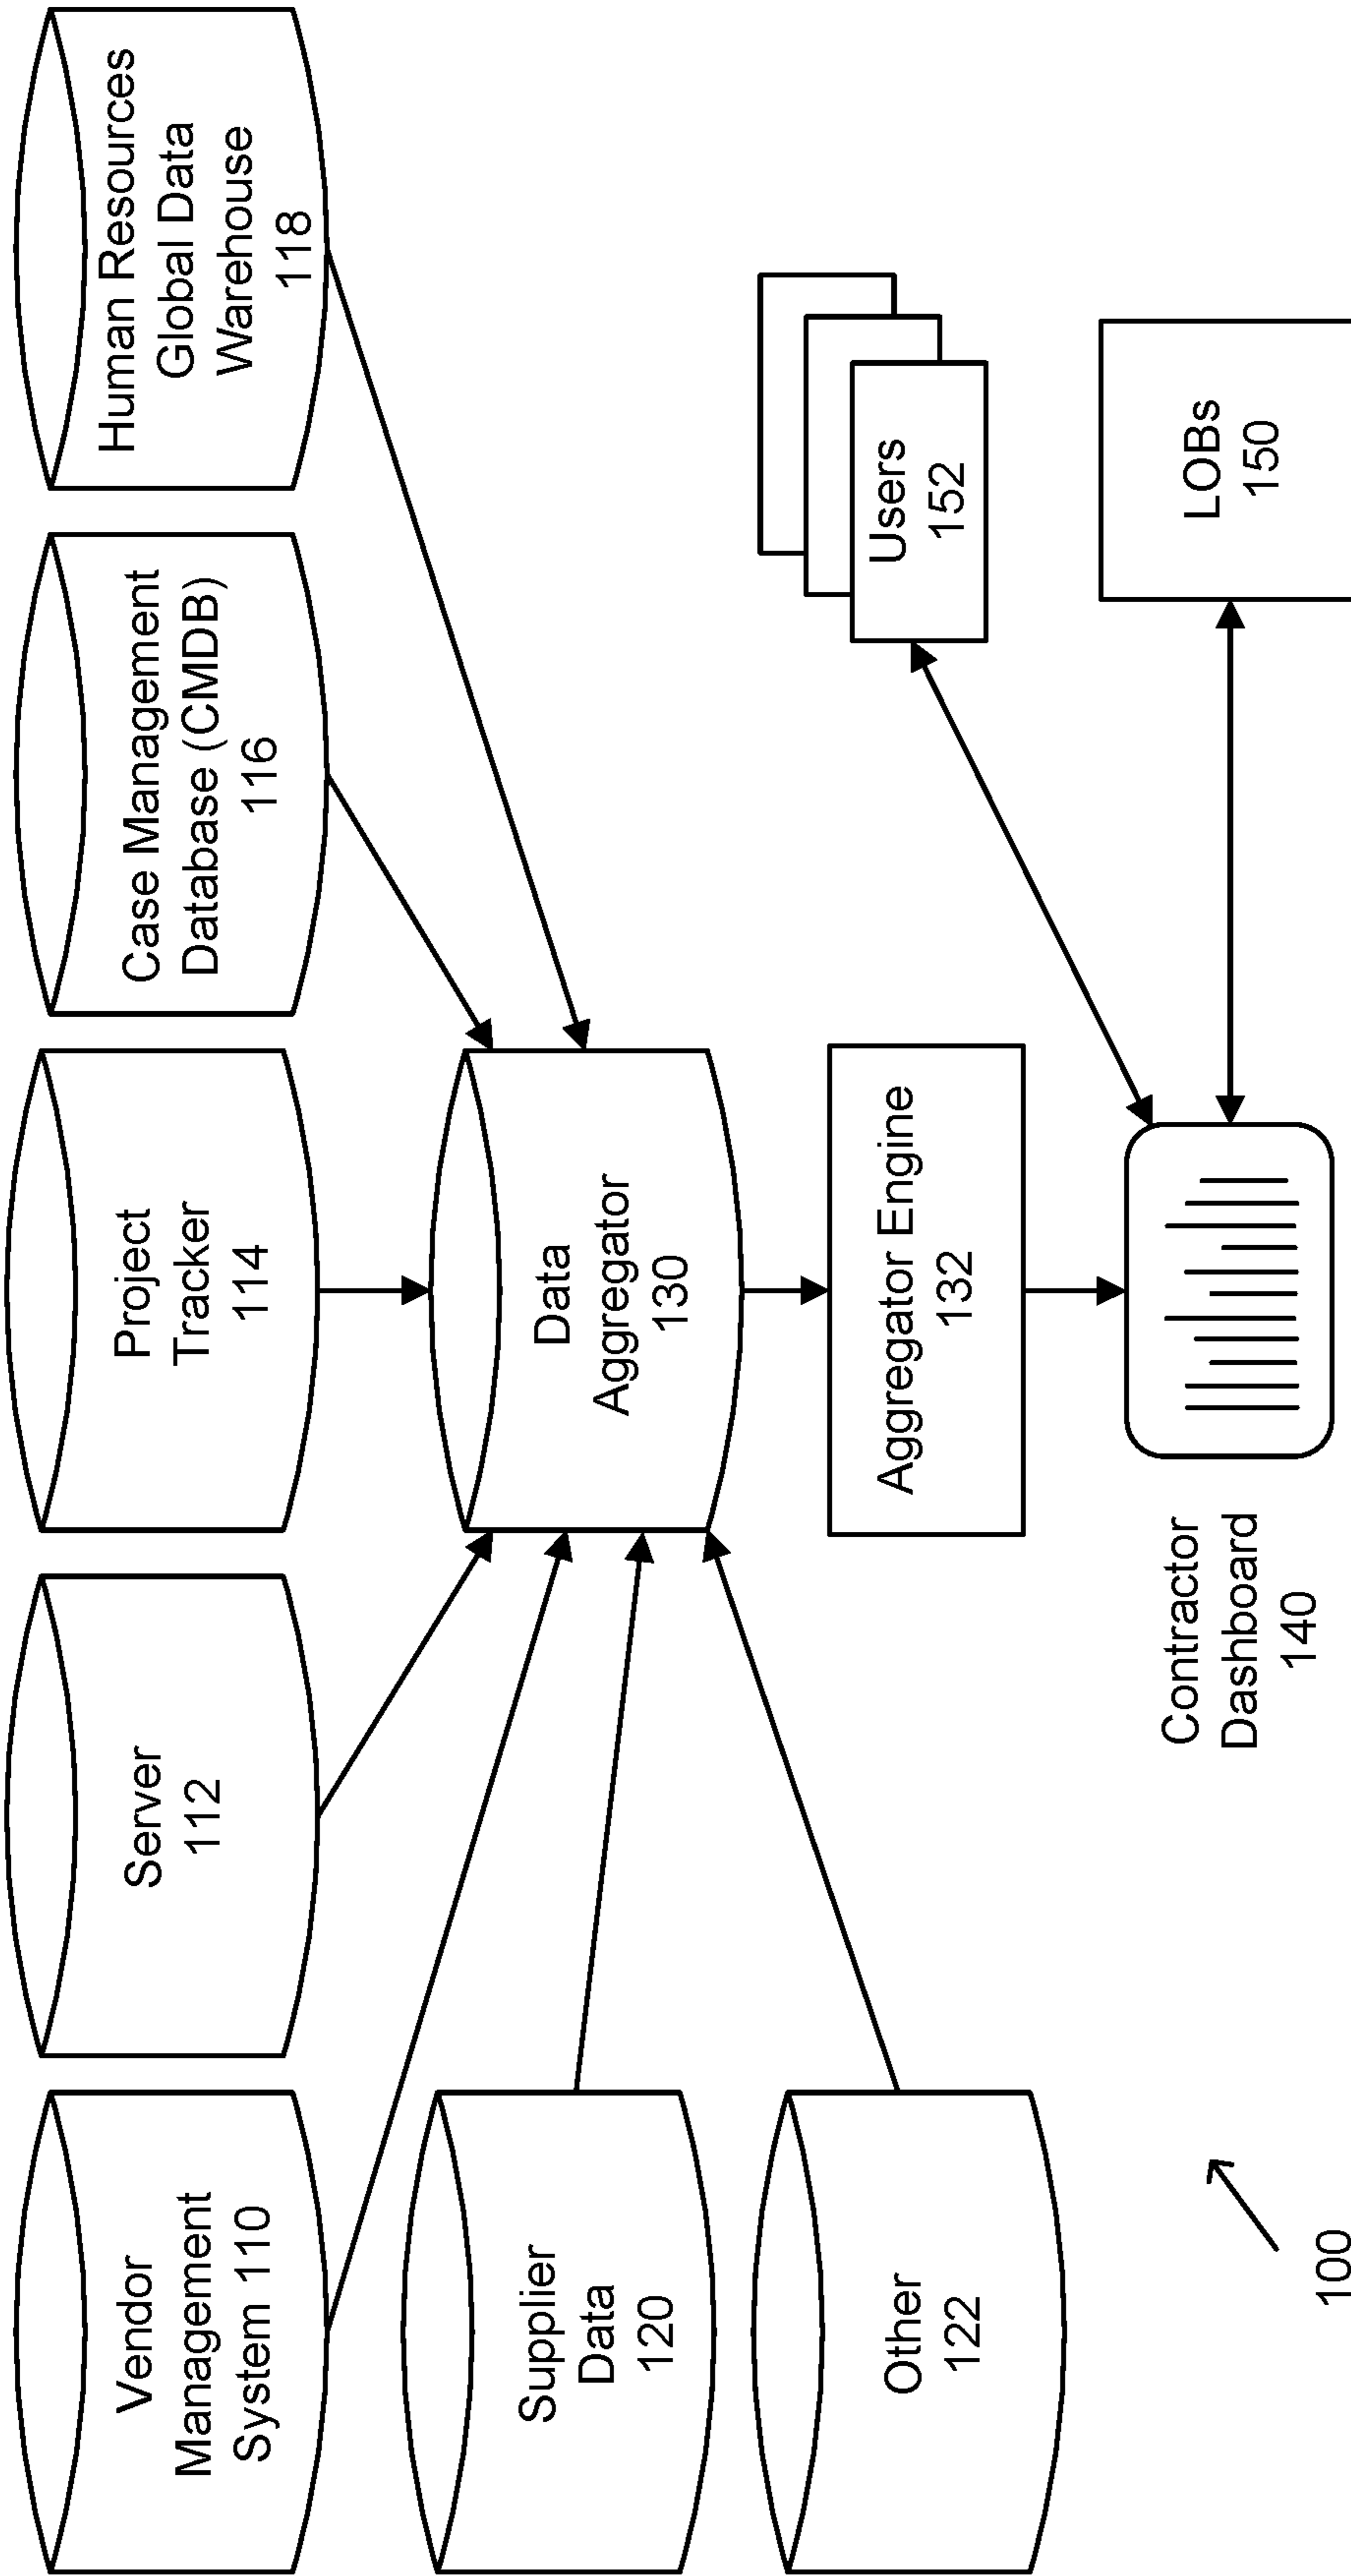 Vendor
Management
System 110
Server
112
Project
Tracker
114
Case Management
Database (CMDB)
116
Human Resources
Global Data
Warehouse
118
Supplier
Data
120
Data
Aggregator
130
Other
122
Aggregator Engine
132
Users
152
Contractor
Dashboard
140
LOBs
150
100